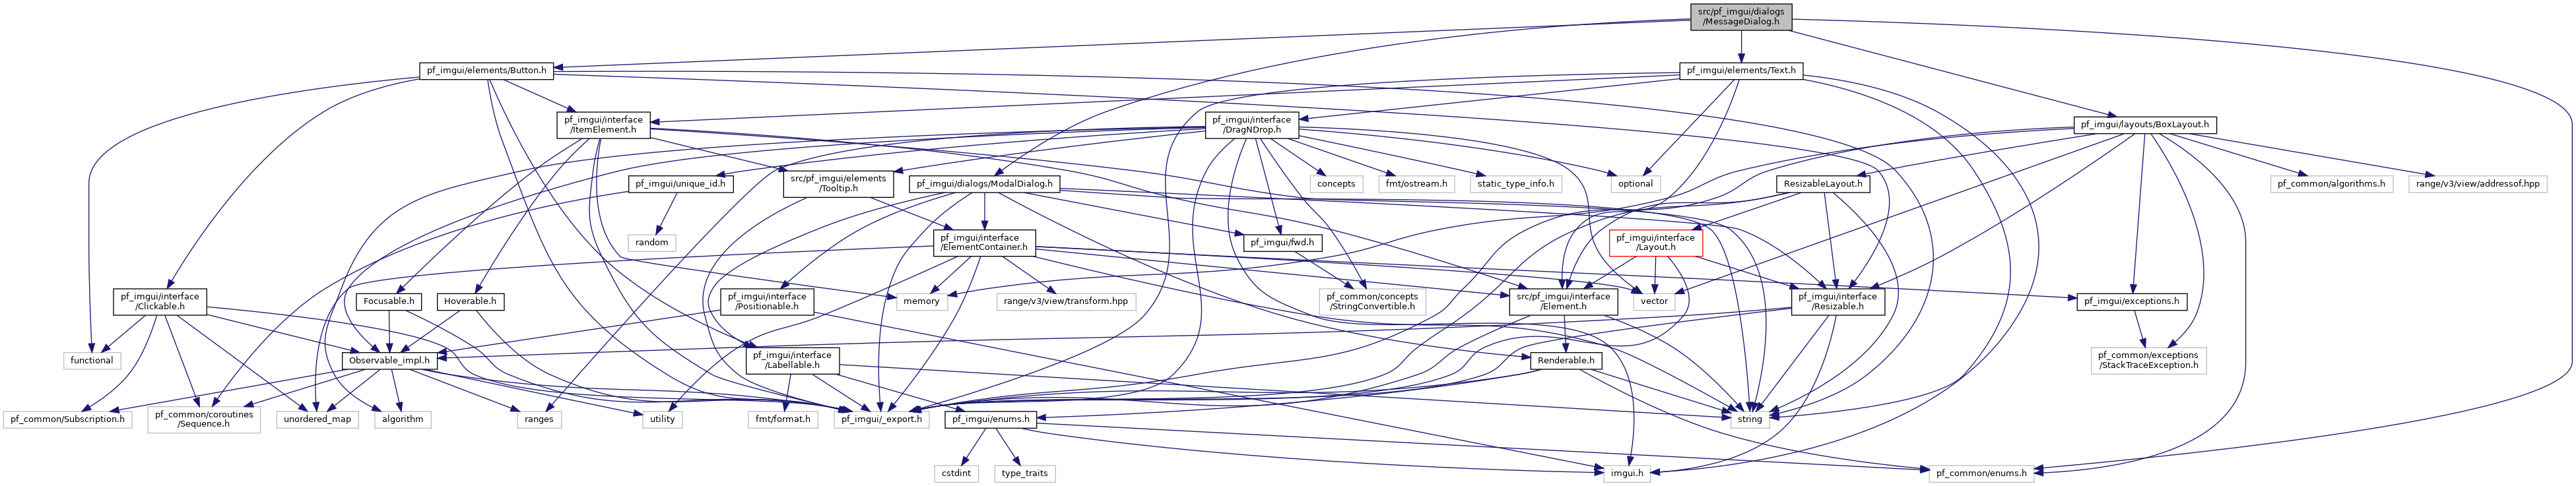 src/pf_imgui/dialogs
/MessageDialog.h
pf_imgui/elements/Button.h
pf_imgui/elements/Text.h
pf_imgui/interface
/ItemElement.h
pf_imgui/interface
/DragNDrop.h
pf_imgui/layouts/BoxLayout.h
pf_imgui/unique_id.h
src/pf_imgui/elements
/Tooltip.h
pf_imgui/dialogs/ModalDialog.h
concepts
fmt/ostream.h
static_type_info.h
optional
ResizableLayout.h
pf_common/algorithms.h
range/v3/view/addressof.hpp
random
pf_imgui/interface
/ElementContainer.h
pf_imgui/fwd.h
pf_imgui/interface
/Layout.h
pf_imgui/interface
/Clickable.h
Focusable.h
Hoverable.h
pf_imgui/interface
/Positionable.h
memory
range/v3/view/transform.hpp
pf_common/concepts
/StringConvertible.h
src/pf_imgui/interface
/Element.h
vector
pf_imgui/interface
/Resizable.h
pf_imgui/exceptions.h
functional
Observable_impl.h
pf_imgui/interface
/Labellable.h
Renderable.h
pf_common/exceptions
/StackTraceException.h
pf_common/Subscription.h
pf_common/coroutines
/Sequence.h
unordered_map
algorithm
ranges
utility
fmt/format.h
pf_imgui/_export.h
pf_imgui/enums.h
string
cstdint
type_traits
imgui.h
pf_common/enums.h